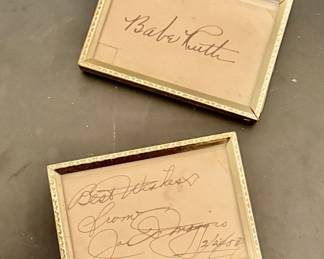 Babe Ruth
Best Wishes
from
Joe DiMaggio